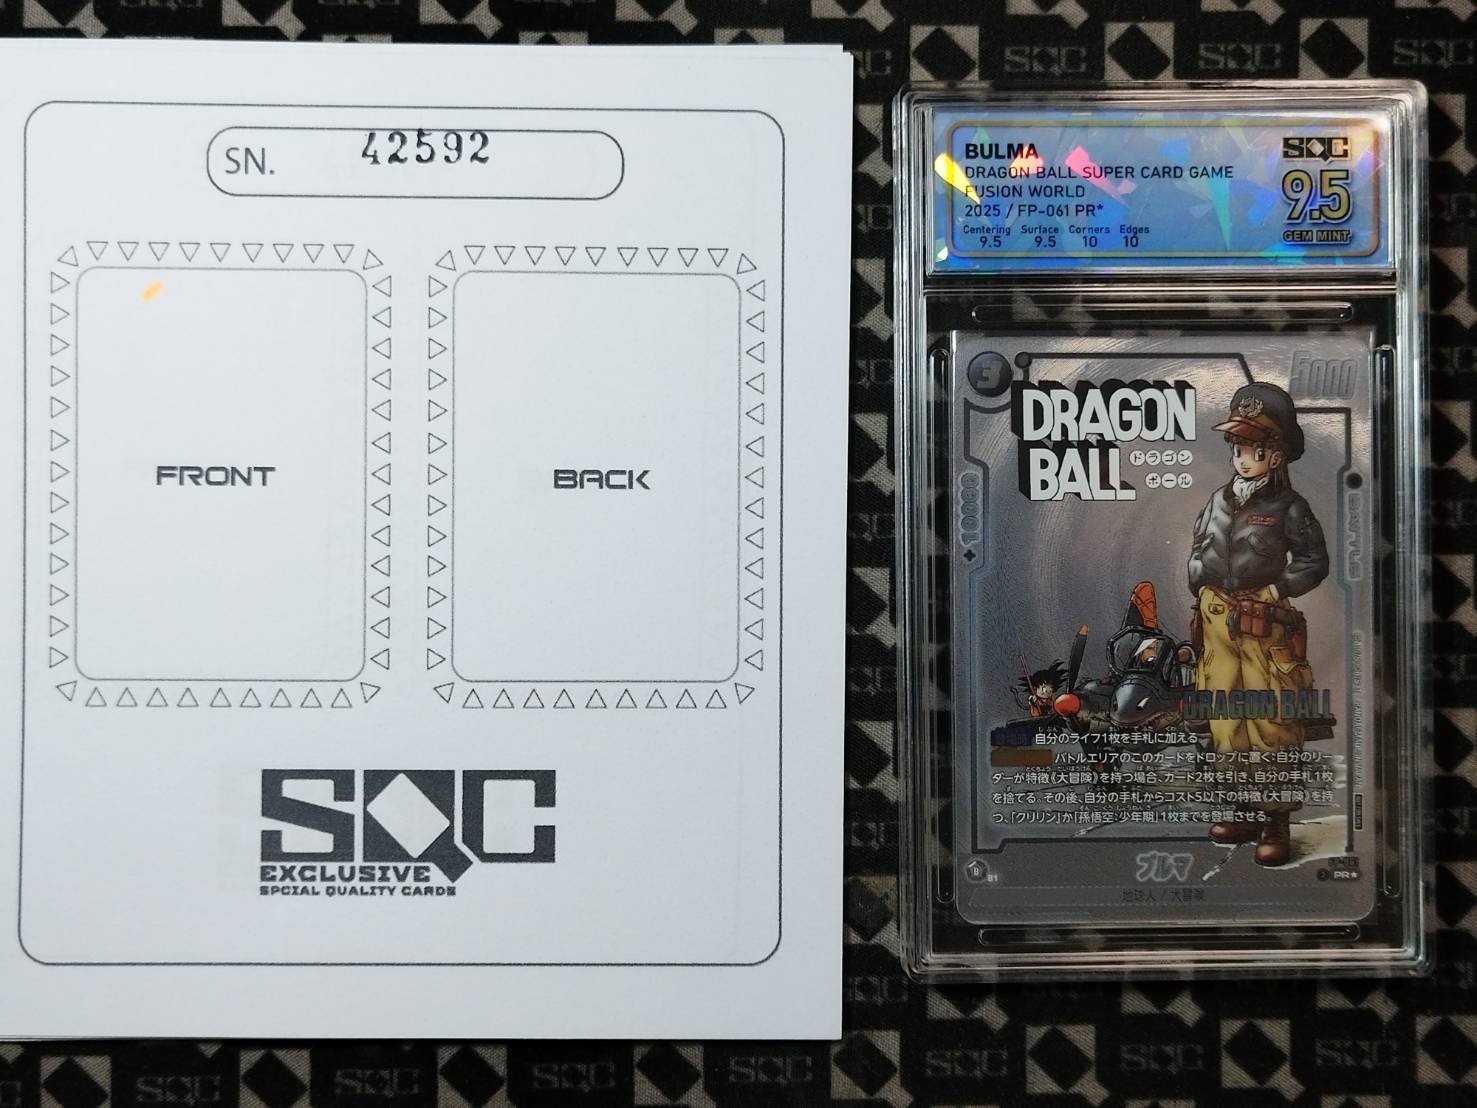 SN. 42592
FRONT
BACK
SQC
EXCLUSIVE
SPCIAL QUALITY CARDS
BULMA
DRAGON BALL SUPER CARD GAME
FUSION WORLD
2025 / FP-061 PR*
Centering Surface Corners Edges
9.5 9.5 10 10
SQC
9.5
GEM MINT
3
5000
DRAGON
BALL
ドラゴン
ボール
+10000
BATTLE
DRAGON BALL
登場時 自分のライフ1枚を手札に加える。
バトルエリアのこのカードをドロップに置く:自分のリー
ダーが特徴《大冒険》を持つ場合、カード2枚を引き、自分の手札1枚
を捨てる。その後、自分の手札からコスト5以下の特徴《大冒険》を持
つ、「クリリン」か「孫悟空:少年期」1枚までを登場させる。
B1
ブルマ
PR★
地球人 / 大冒険